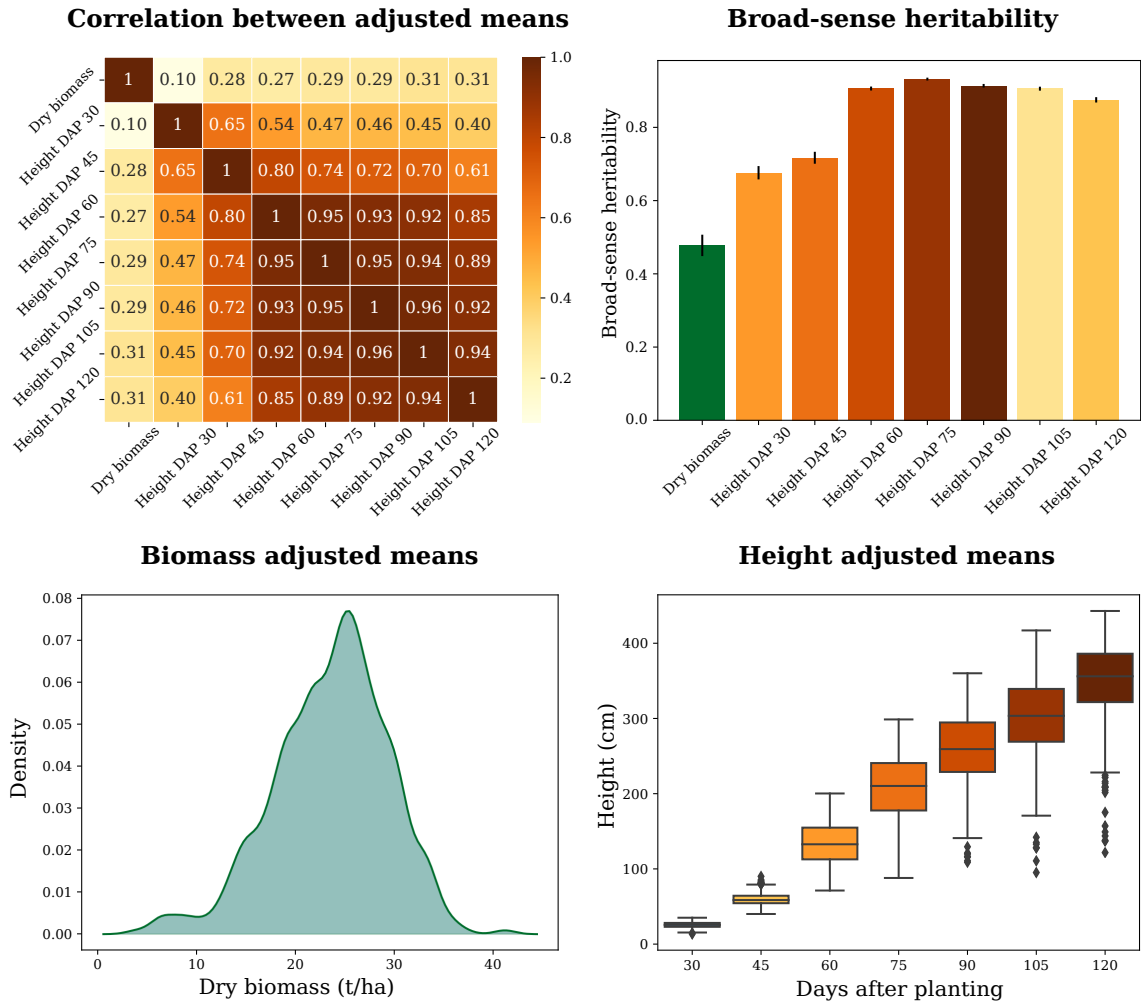 Correlation between adjusted means
Dry biomass
Height DAP 30
Height DAP 45
Height DAP 60
Height DAP 75
Height DAP 90
Height DAP 105
Height DAP 120
1 0.10 0.28 0.27 0.29 0.29 0.31 0.31
0.10 1 0.65 0.54 0.47 0.46 0.45 0.40
0.28 0.65 1 0.80 0.74 0.72 0.70 0.61
0.27 0.54 0.80 1 0.95 0.93 0.92 0.85
0.29 0.47 0.74 0.95 1 0.95 0.94 0.89
0.29 0.46 0.72 0.93 0.95 1 0.96 0.92
0.31 0.45 0.70 0.92 0.94 0.96 1 0.94
0.31 0.40 0.61 0.85 0.89 0.92 0.94 1
Dry biomass
Height DAP 30
Height DAP 45
Height DAP 60
Height DAP 75
Height DAP 90
Height DAP 105
Height DAP 120
1.0
0.8
0.6
0.4
0.2
Broad-sense heritability
Broad-sense heritability
0.8
0.6
0.4
0.2
0.0
Dry biomass
Height DAP 30
Height DAP 45
Height DAP 60
Height DAP 75
Height DAP 90
Height DAP 105
Height DAP 120
Biomass adjusted means
Density
0.08
0.07
0.06
0.05
0.04
0.03
0.02
0.01
0.00
0 10 20 30 40
Dry biomass (t/ha)
Height adjusted means
Height (cm)
400
300
200
100
0
30 45 60 75 90 105 120
Days after planting